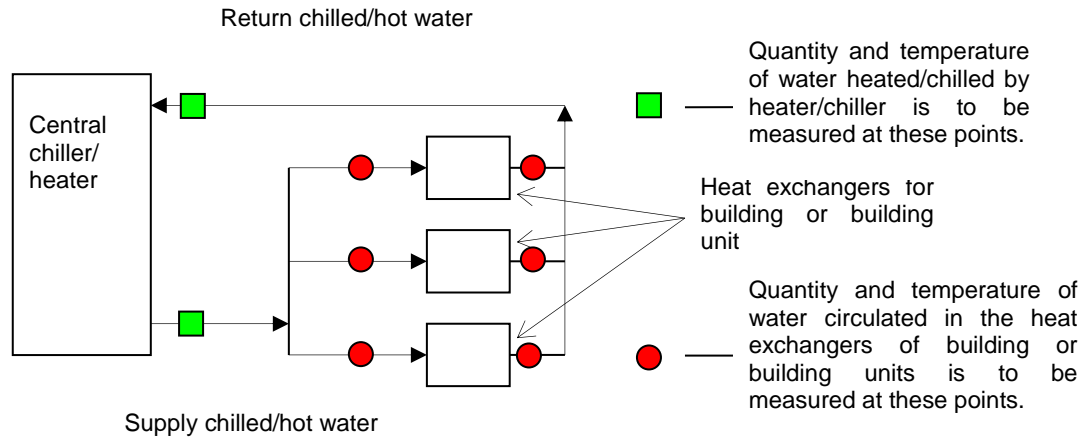 Return chilled/hot water
Central
chiller/
heater
Quantity and temperature
of water heated/chilled by
heater/chiller is to be
measured at these points.
Heat exchangers for
building or building
unit
Quantity and temperature of
water circulated in the heat
exchangers of building or
building units is to be
measured at these points.
Supply chilled/hot water